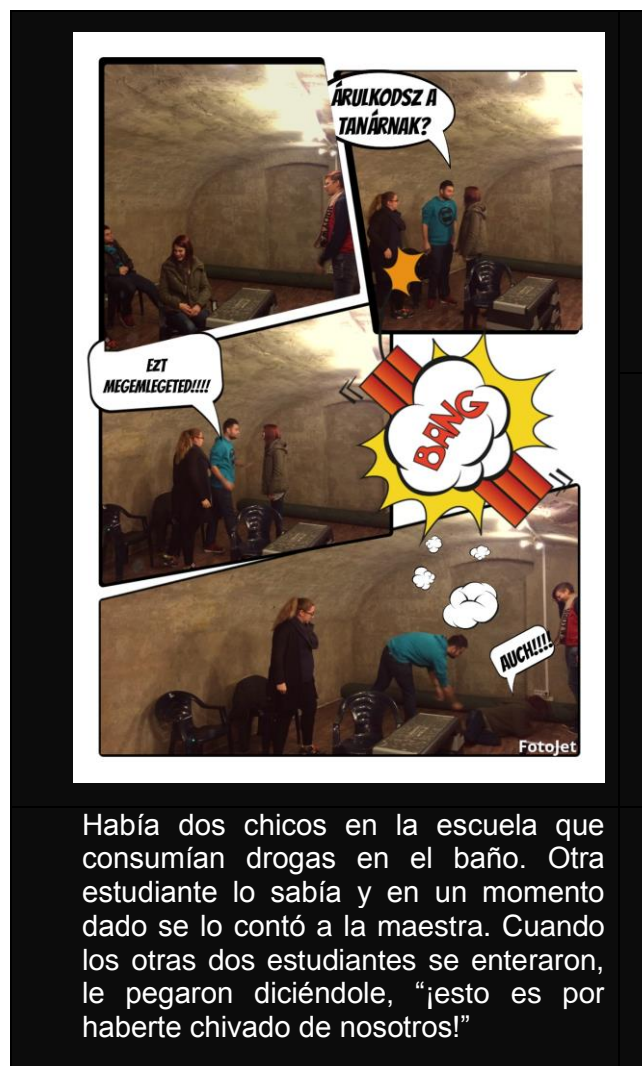 ÁRULKODSZ A
TANÁRNAK?
EZT
MEGEMLEGETED!!!!
BANG
AUCH!!!!
FotoJet
Había dos chicos en la escuela que
consumían drogas en el baño. Otra
estudiante lo sabía y en un momento
dado se lo contó a la maestra. Cuando
los otras dos estudiantes se enteraron,
le pegaron diciéndole, “¡esto es por
haberte chivado de nosotros!”